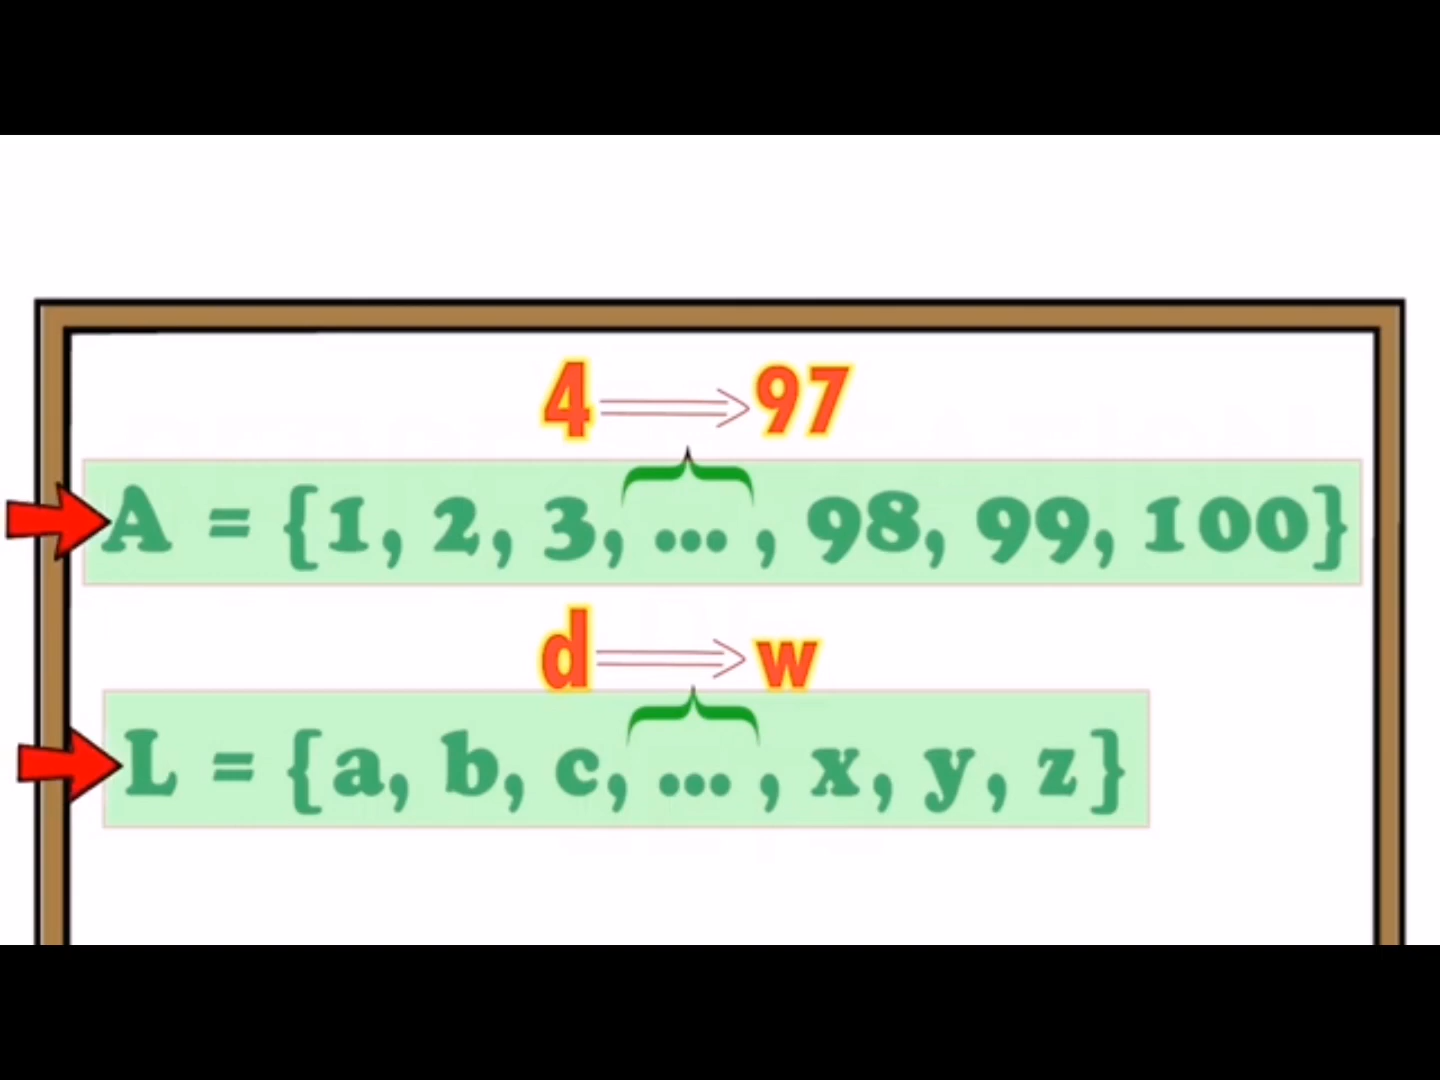 4 ⟹ 97
A = {1, 2, 3, ... , 98, 99, 100}
d ⟹ w
L = {a, b, c, ... , x, y, z}